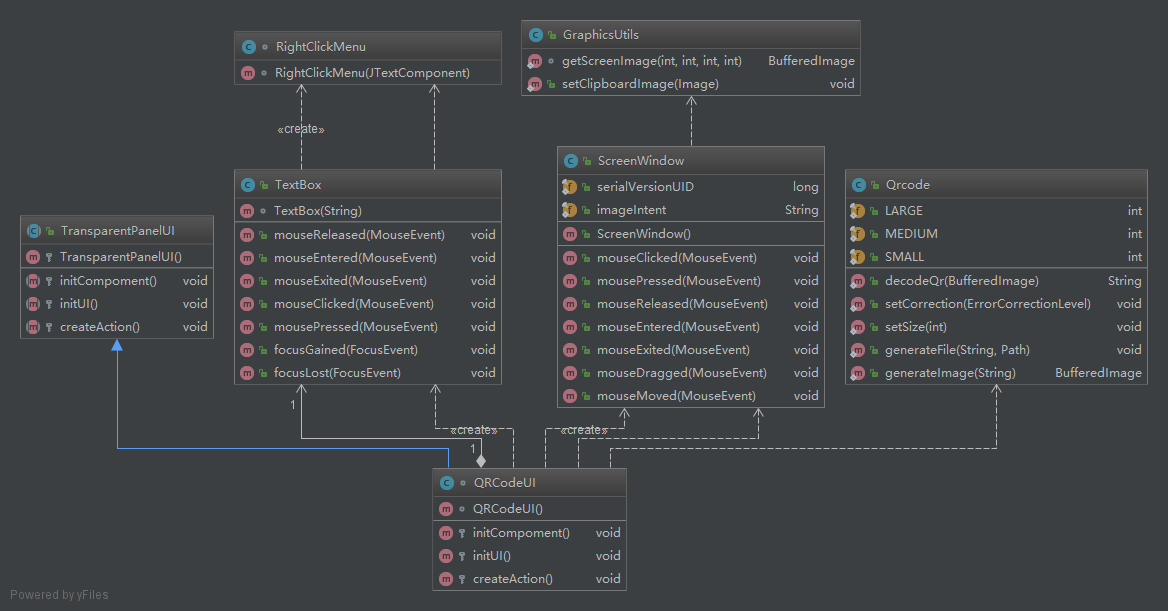 RightClickMenu
RightClickMenu(JTextComponent)
GraphicsUtils
getScreenImage(int, int, int, int) BufferedImage
setClipboardImage(Image) void
«create»
TextBox
TextBox(String)
mouseReleased(MouseEvent) void
mouseEntered(MouseEvent) void
mouseExited(MouseEvent) void
mouseClicked(MouseEvent) void
mousePressed(MouseEvent) void
focusGained(FocusEvent) void
focusLost(FocusEvent) void
ScreenWindow
serialVersionUID long
imageIntent String
ScreenWindow()
mouseClicked(MouseEvent) void
mousePressed(MouseEvent) void
mouseReleased(MouseEvent) void
mouseEntered(MouseEvent) void
mouseExited(MouseEvent) void
mouseDragged(MouseEvent) void
mouseMoved(MouseEvent) void
Qrcode
LARGE int
MEDIUM int
SMALL int
decodeQr(BufferedImage) String
setCorrection(ErrorCorrectionLevel) void
setSize(int) void
generateFile(String, Path) void
generateImage(String) BufferedImage
TransparentPanelUI
TransparentPanelUI()
initCompoment() void
initUI() void
createAction() void
1
«create»
«create»
1
QRCodeUI
QRCodeUI()
initCompoment() void
initUI() void
createAction() void
Powered by yFiles